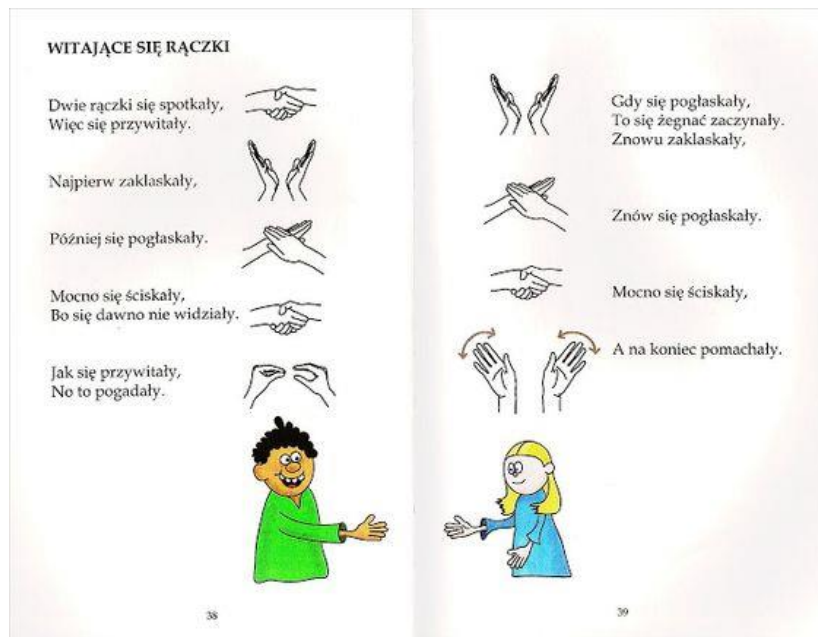 WITAJĄCE SIĘ RĄCZKI
Dwie rączki się spotkały,
Więc się przywitały.
Najpierw zaklaskały,
Później się pogłaskały.
Mocno się ściskały,
Bo się dawno nie widziały.
Jak się przywitały,
No to pogadały.
38
Gdy się pogłaskały,
To się żegnać zaczynały.
Znowu zaklaskały,
Znów się pogłaskały.
Mocno się ściskały,
A na koniec pomachały.
39